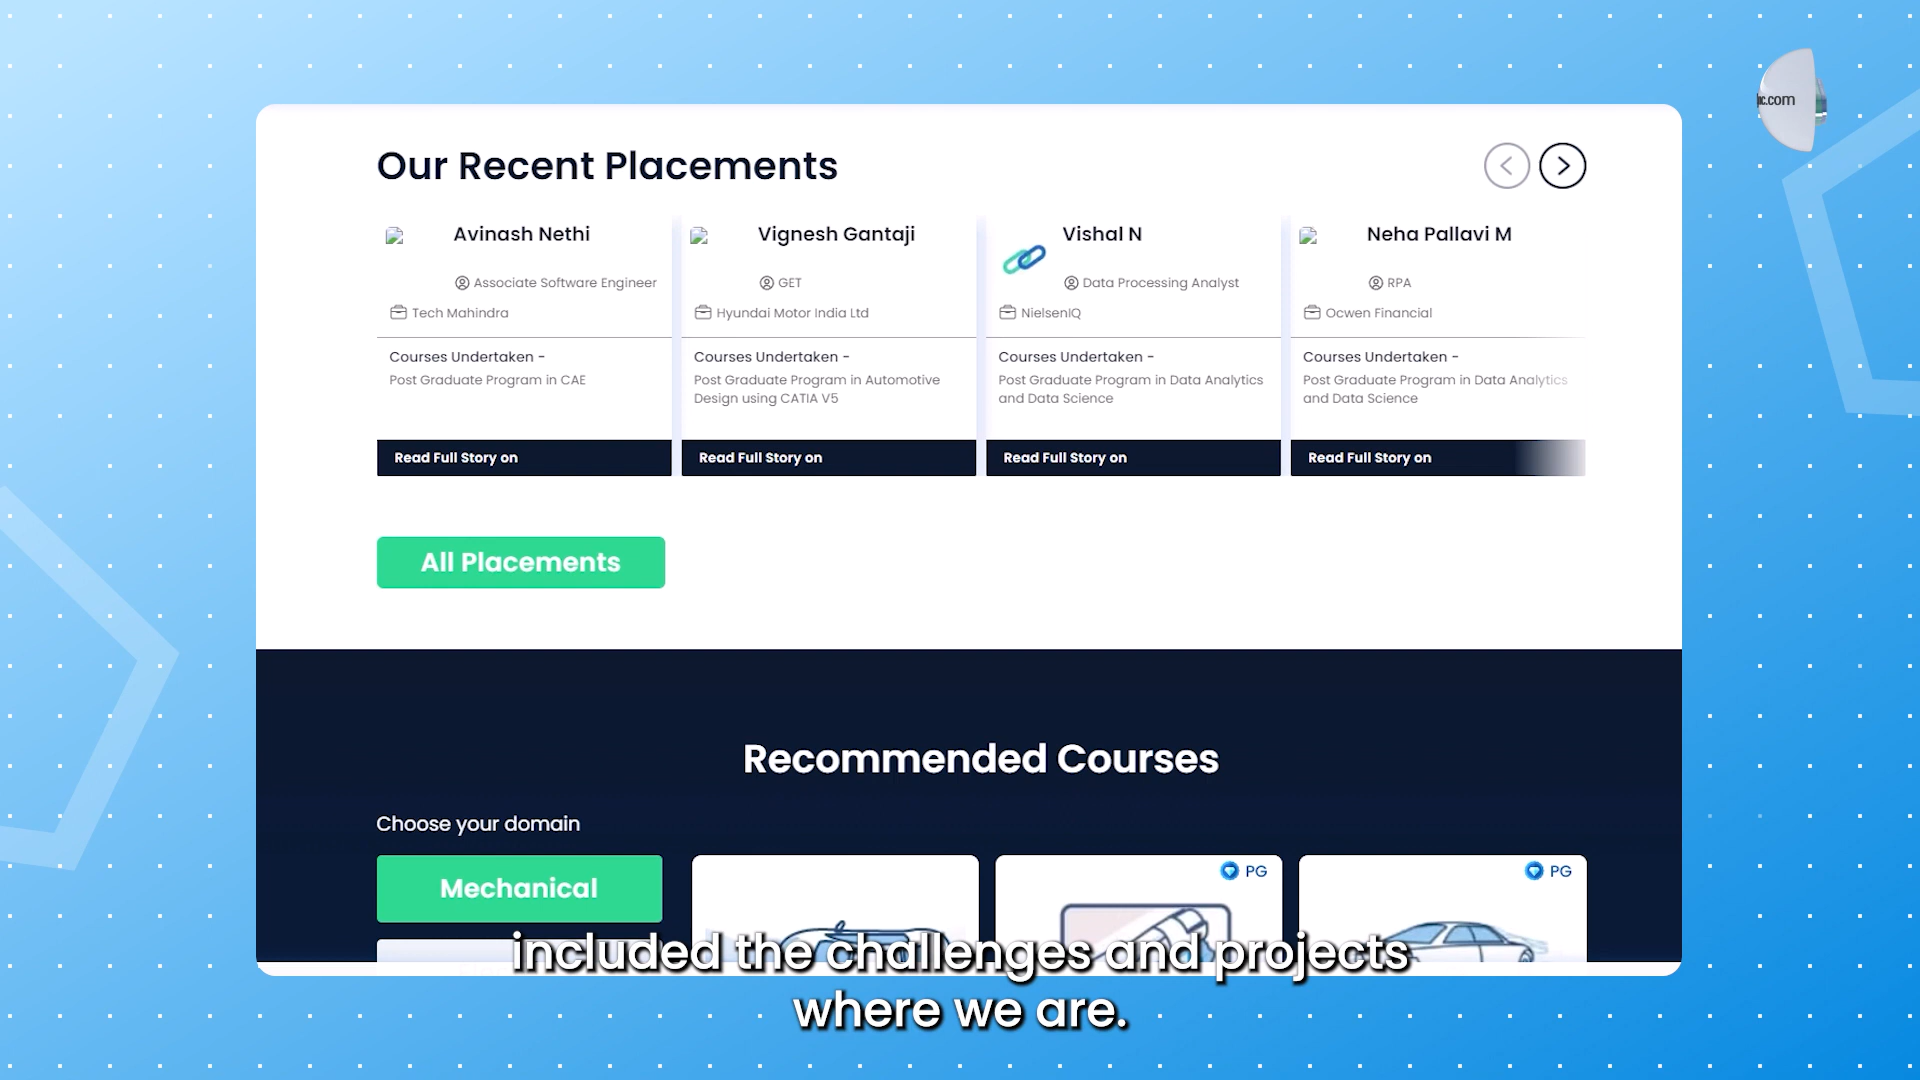 .com
Our Recent Placements
Avinash Nethi
Associate Software Engineer
Tech Mahindra
Courses Undertaken -
Post Graduate Program in CAE
Read Full Story on
Vignesh Gantaji
GET
Hyundai Motor India Ltd
Courses Undertaken -
Post Graduate Program in Automotive
Design using CATIA V5
Read Full Story on
Vishal N
Data Processing Analyst
NielsenIQ
Courses Undertaken -
Post Graduate Program in Data Analytics
and Data Science
Read Full Story on
Neha Pallavi M
RPA
Ocwen Financial
Courses Undertaken -
Post Graduate Program in Data Analytics
and Data Science
Read Full Story on
All Placements
Recommended Courses
Choose your domain
Mechanical
PG
PG
included the challenges and projects
where we are.